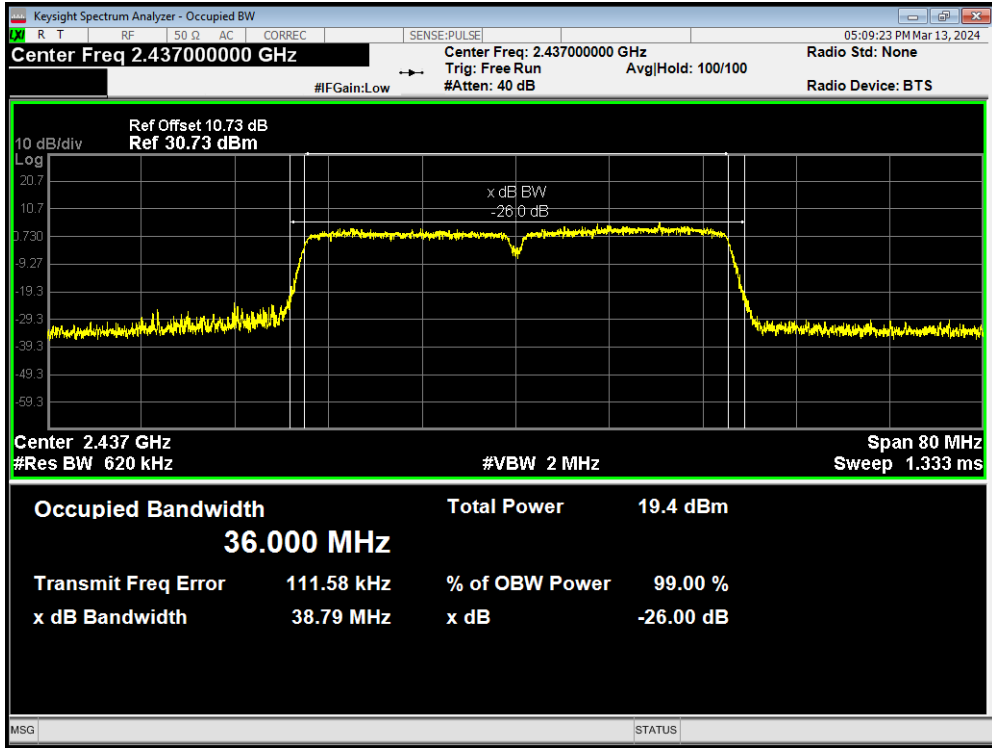 Keysight Spectrum Analyzer - Occupied BW
LXI R T RF 50 Ω AC CORREC SENSE:PULSE 05:09:23 PM Mar 13, 2024
Center Freq 2.437000000 GHz Center Freq: 2.437000000 GHz Radio Std: None
Trig: Free Run Avg|Hold: 100/100
#IFGain:Low #Atten: 40 dB Radio Device: BTS
Ref Offset 10.73 dB
10 dB/div Ref 30.73 dBm
Log
20.7
x dB BW
10.7
-26.0 dB
0.730
-9.27
-19.3
-29.3
-39.3
-49.3
-59.3
Center 2.437 GHz Span 80 MHz
#Res BW 620 kHz #VBW 2 MHz Sweep 1.333 ms
Occupied Bandwidth Total Power 19.4 dBm
36.000 MHz
Transmit Freq Error 111.58 kHz % of OBW Power 99.00 %
x dB Bandwidth 38.79 MHz x dB -26.00 dB
MSG STATUS